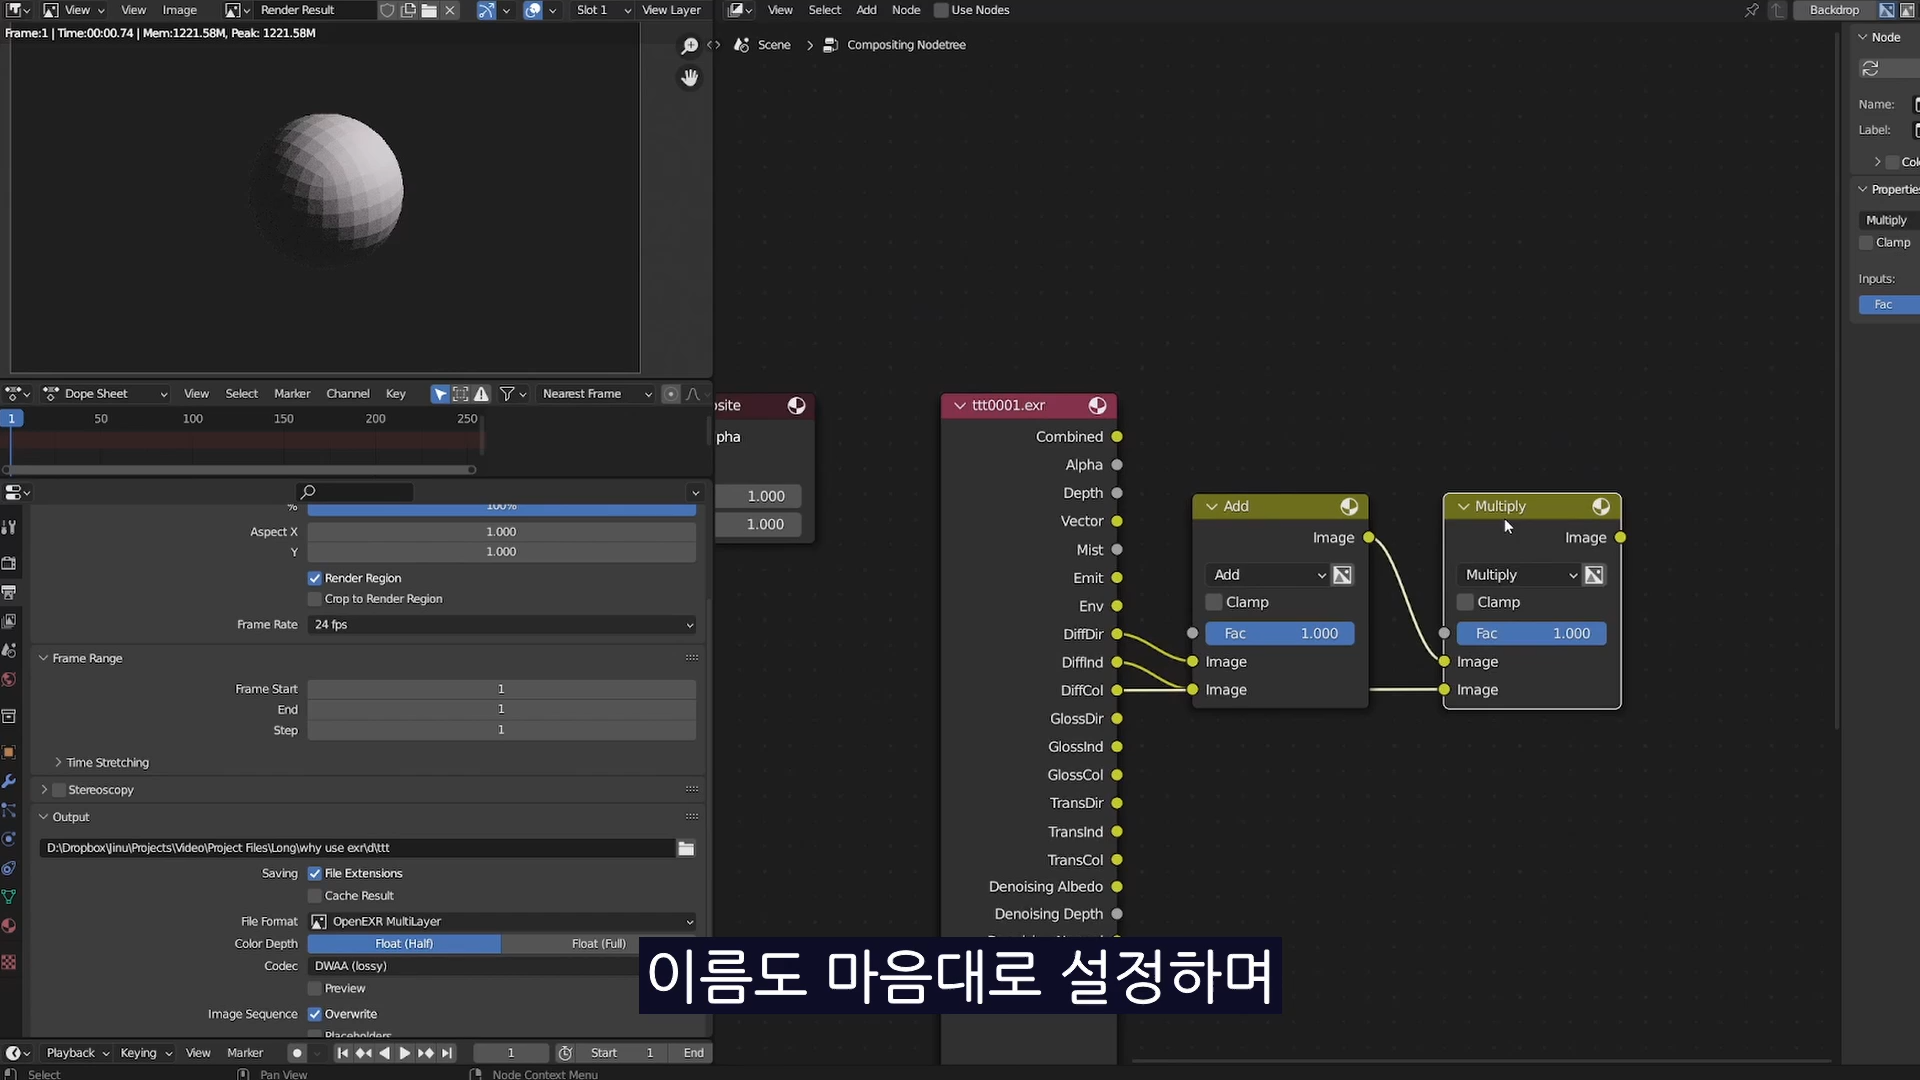 View
View
Image
Render Result
Slot 1
View Layer
View
Select
Add
Node
Use Nodes
Backdrop
Frame:1 | Time:00:00.74 | Mem:1221.58M, Peak: 1221.58M
Scene
Compositing Nodetree
Node
Name:
Label:
Properties
Multiply
Clamp
Inputs:
Fac
Dope Sheet
View
Select
Marker
Channel
Key
Nearest Frame
1
50
100
150
200
250
%
100%
Aspect X
1.000
Y
1.000
Render Region
Crop to Render Region
Frame Rate
24 fps
Frame Range
Frame Start
1
End
1
Step
1
Time Stretching
Stereoscopy
Output
D:\Dropbox\Jinu\Projects\Video\Project Files\Long\why use exr\d\ttt
Saving
File Extensions
Cache Result
File Format
OpenEXR MultiLayer
Color Depth
Float (Half)
Float (Full)
Codec
DWAA (lossy)
Preview
Image Sequence
Overwrite
Placeholders
1.000
1.000
ttt0001.exr
Combined
Alpha
Depth
Vector
Mist
Emit
Env
DiffDir
DiffInd
DiffCol
GlossDir
GlossInd
GlossCol
TransDir
TransInd
TransCol
Denoising Albedo
Denoising Depth
Add
Image
Add
Clamp
Fac
1.000
Image
Image
Multiply
Image
Multiply
Clamp
Fac
1.000
Image
Image
이름도 마음대로 설정하며
Playback
Keying
View
Marker
1
Start
1
End
Select
Pan View
Node Context Menu